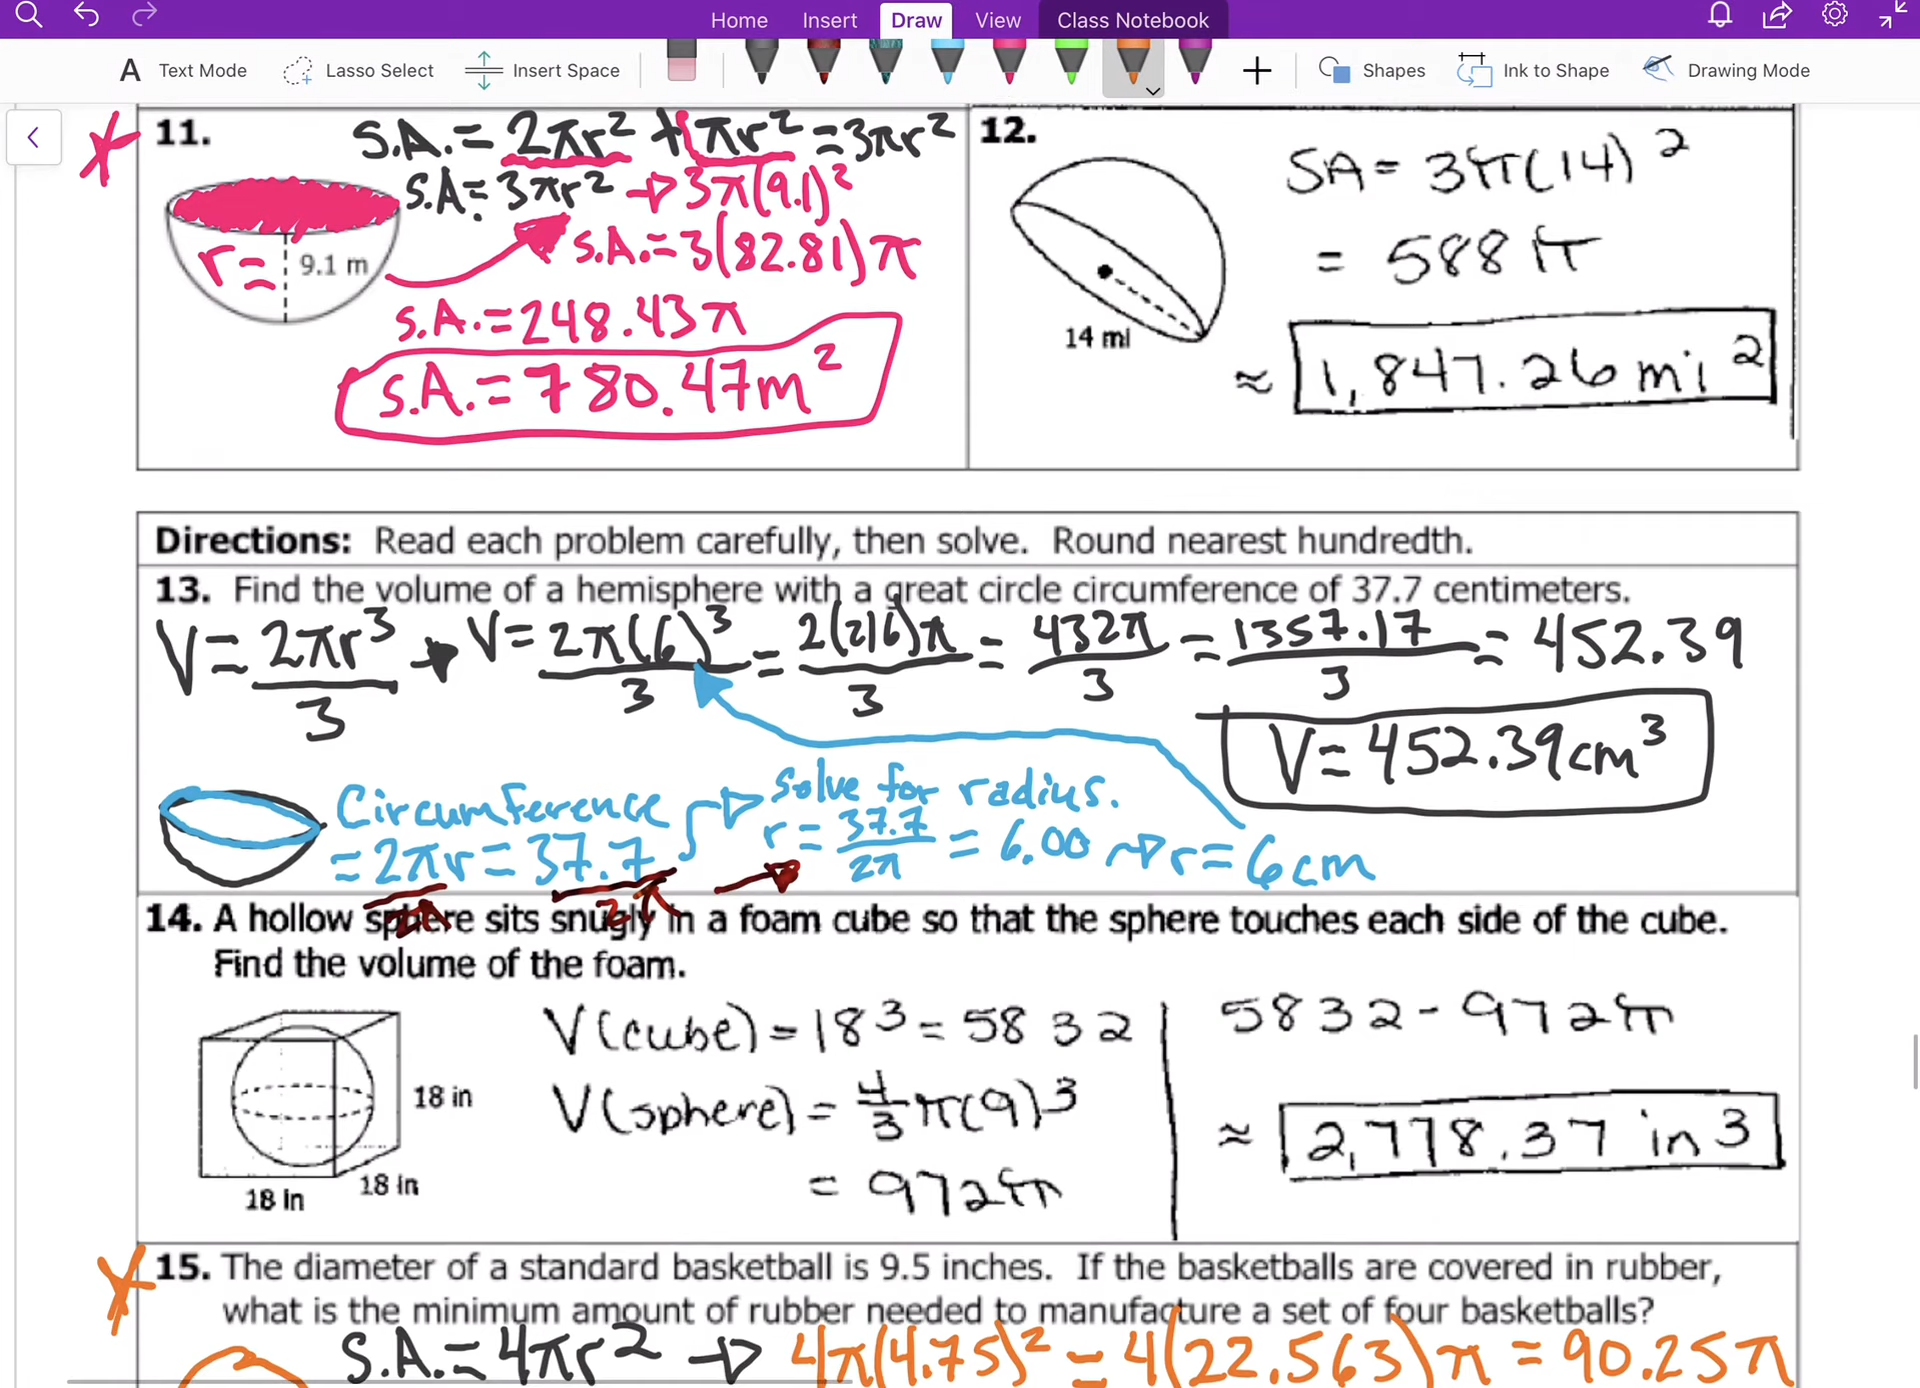 Home Insert Draw View Class Notebook
A Text Mode Lasso Select Insert Space Shapes Ink to Shape Drawing Mode
11.
S.A. = 2πr² + πr² = 3πr²
S.A. = 3πr² → 3π(9.1)²
r = 9.1 m
S.A. = 3(82.81)π
S.A. = 248.43π
S.A. = 780.47m²
12.
SA = 3π(14)²
= 588π
14 mi
≈ 1,847.26 mi²
Directions: Read each problem carefully, then solve. Round nearest hundredth.
13. Find the volume of a hemisphere with a great circle circumference of 37.7 centimeters.
V = 2πr³/3 → V = 2π(6)³/3 = 2(216)π/3 = 432π/3 = 1357.17/3 = 452.39
V = 452.39cm³
Circumference = 2πr = 37.7
2π 2π
Solve for radius.
r = 37.7/2π = 6.00 → r = 6cm
14. A hollow sphere sits snugly in a foam cube so that the sphere touches each side of the cube.
Find the volume of the foam.
18 in
18 in
18 in
V(cube) = 18³ = 5832
V(sphere) = 4/3 π(9)³
= 972π
5832 - 972π
≈ 2,778.37 in³
15. The diameter of a standard basketball is 9.5 inches. If the basketballs are covered in rubber,
what is the minimum amount of rubber needed to manufacture a set of four basketballs?
S.A. = 4πr² → 4π(4.75)² = 4(22.563)π = 90.25π